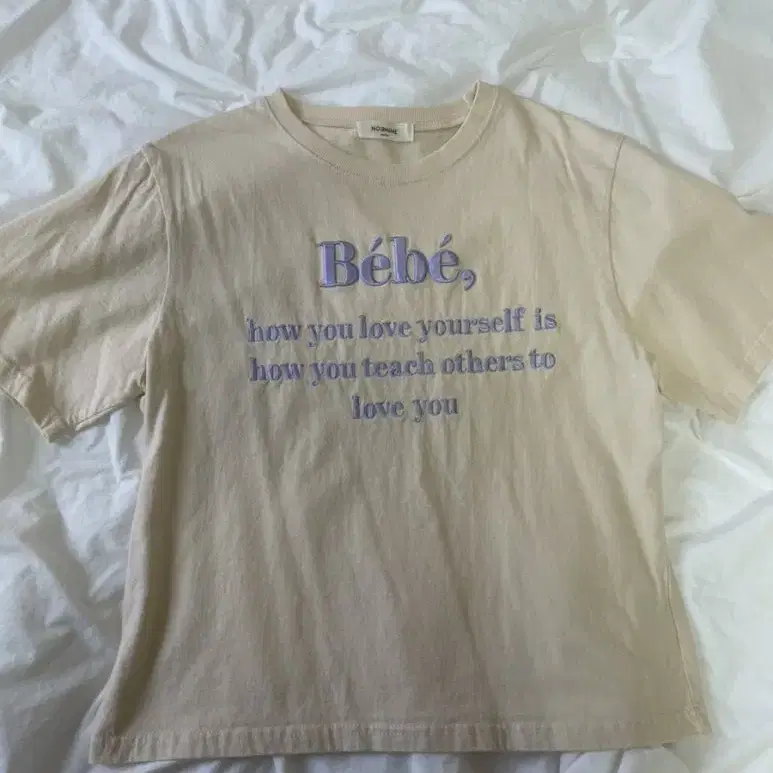 Bébé,
how you love yourself is
how you teach others to
love you